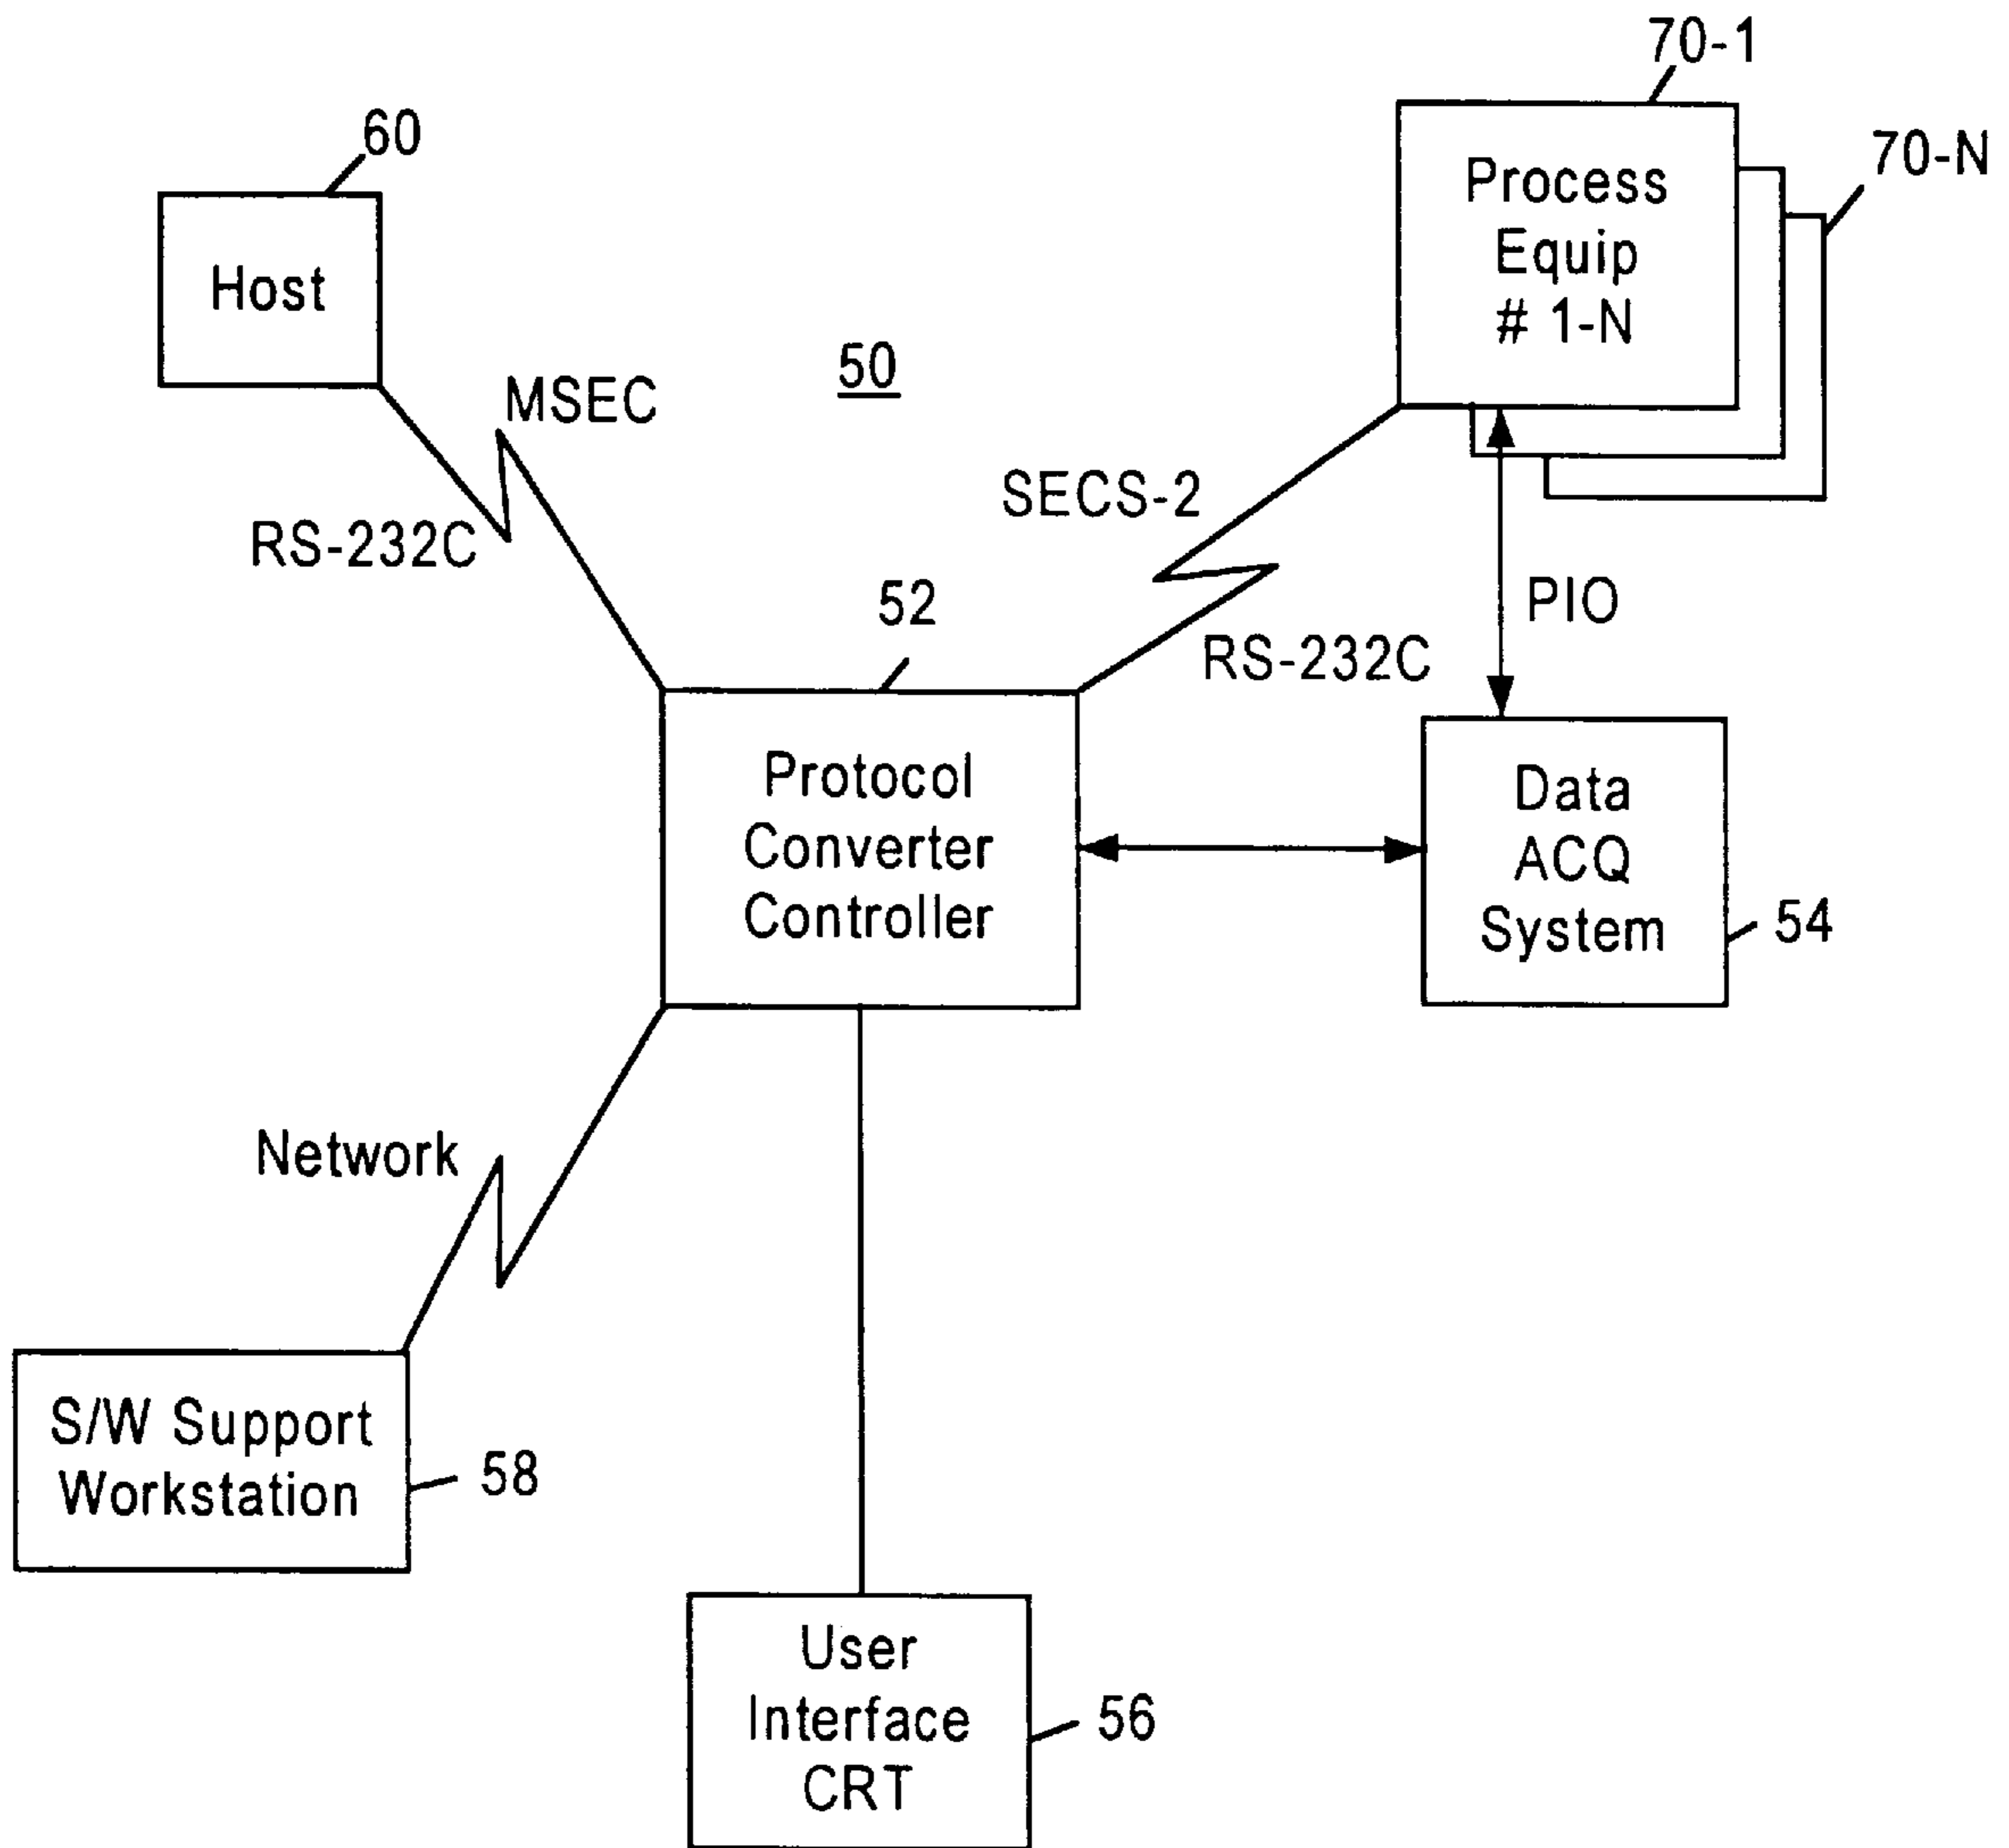 70-1
60
70-N
Process
Equip
# 1-N
Host
50
MSEC
SECS-2
RS-232C
52
PIO
RS-232C
Protocol
Converter
Controller
Data
ACQ
System
54
Network
S/W Support
Workstation
58
User
Interface
CRT
56